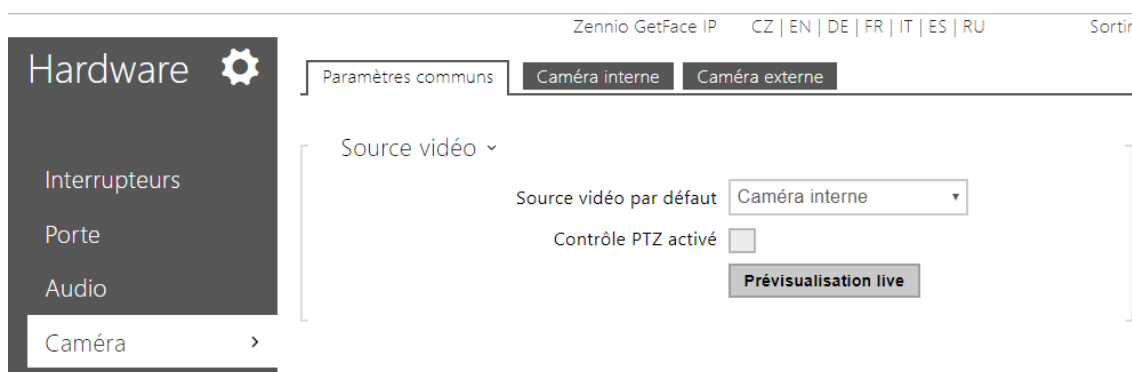 Zennio GetFace IP CZ | EN | DE | FR | IT | ES | RU Sortir
Hardware
Paramètres communs Caméra interne Caméra externe
Source vidéo
Interrupteurs
Source vidéo par défaut Caméra interne
Porte
Contrôle PTZ activé
Prévisualisation live
Audio
Caméra